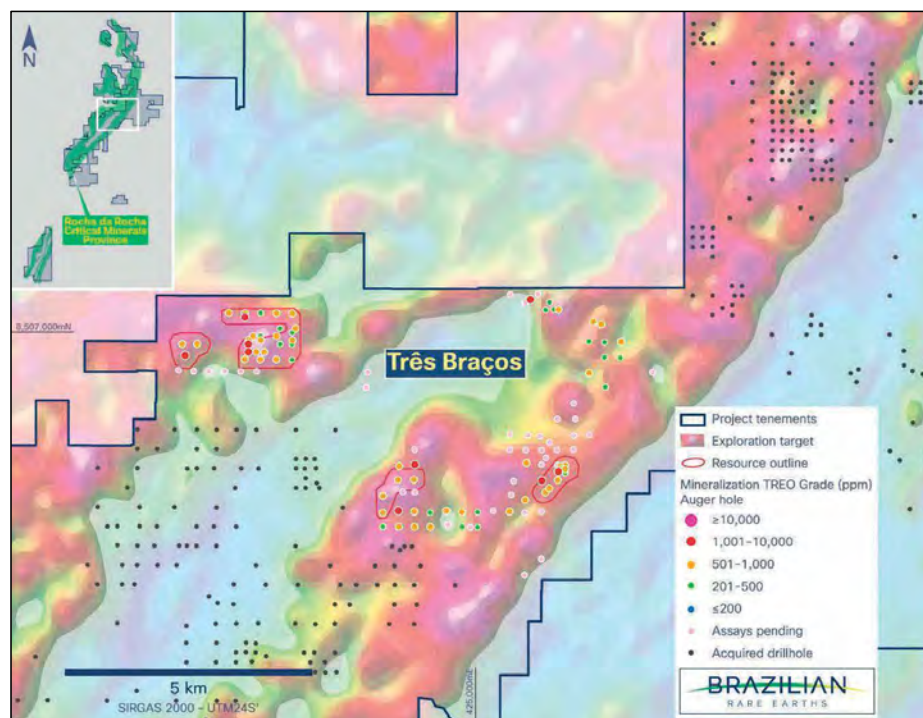 N
Rocha da Rocha
Critical Minerals
Province
8,507,000mN
Três Braços
Project tenements
Exploration target
Resource outline
Mineralization TREO Grade (ppm)
Auger hole
≥10,000
1,001–10,000
501–1,000
201–500
≤200
Assays pending
Acquired drillhole
5 km
SIRGAS 2000 – UTM24S'
425,000mE
BRAZILIAN
RARE EARTHS